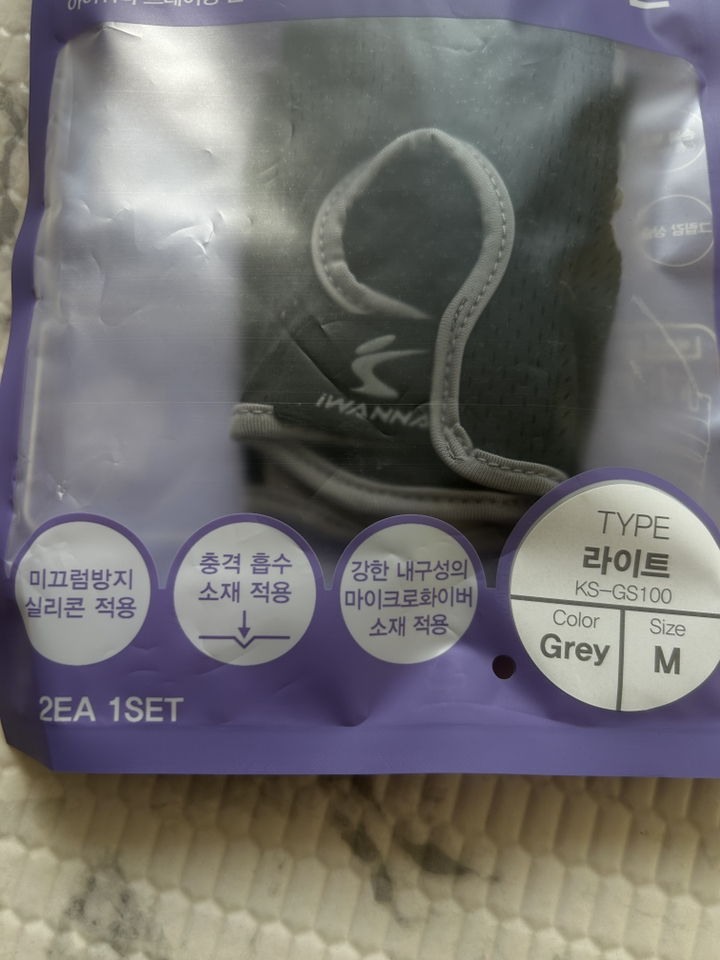 iWANNA
미끄럼방지
실리콘 적용
충격 흡수
소재 적용
강한 내구성의
마이크로화이버
소재 적용
TYPE
라이트
KS-GS100
Color
Grey
Size
M
2EA 1SET